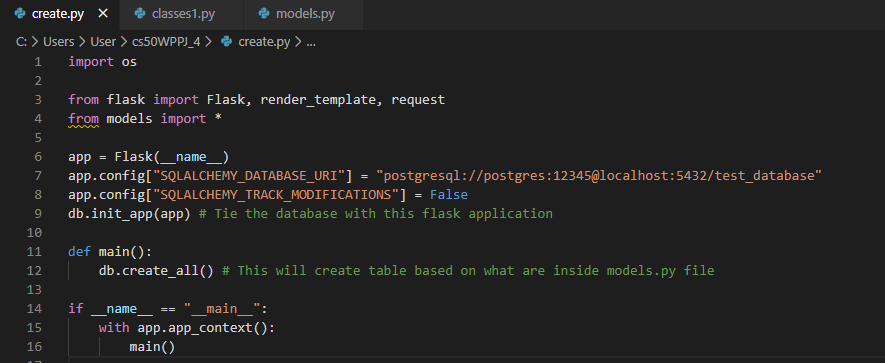 create.py × classes1.py models.py
C: > Users > User > cs50WPPJ_4 > create.py > ...
1 import os
2
3 from flask import Flask, render_template, request
4 from models import *
5
6 app = Flask(__name__)
7 app.config["SQLALCHEMY_DATABASE_URI"] = "postgresql://postgres:12345@localhost:5432/test_database"
8 app.config["SQLALCHEMY_TRACK_MODIFICATIONS"] = False
9 db.init_app(app) # Tie the database with this flask application
10
11 def main():
12     db.create_all() # This will create table based on what are inside models.py file
13
14 if __name__ == "__main__":
15     with app.app_context():
16         main()
17